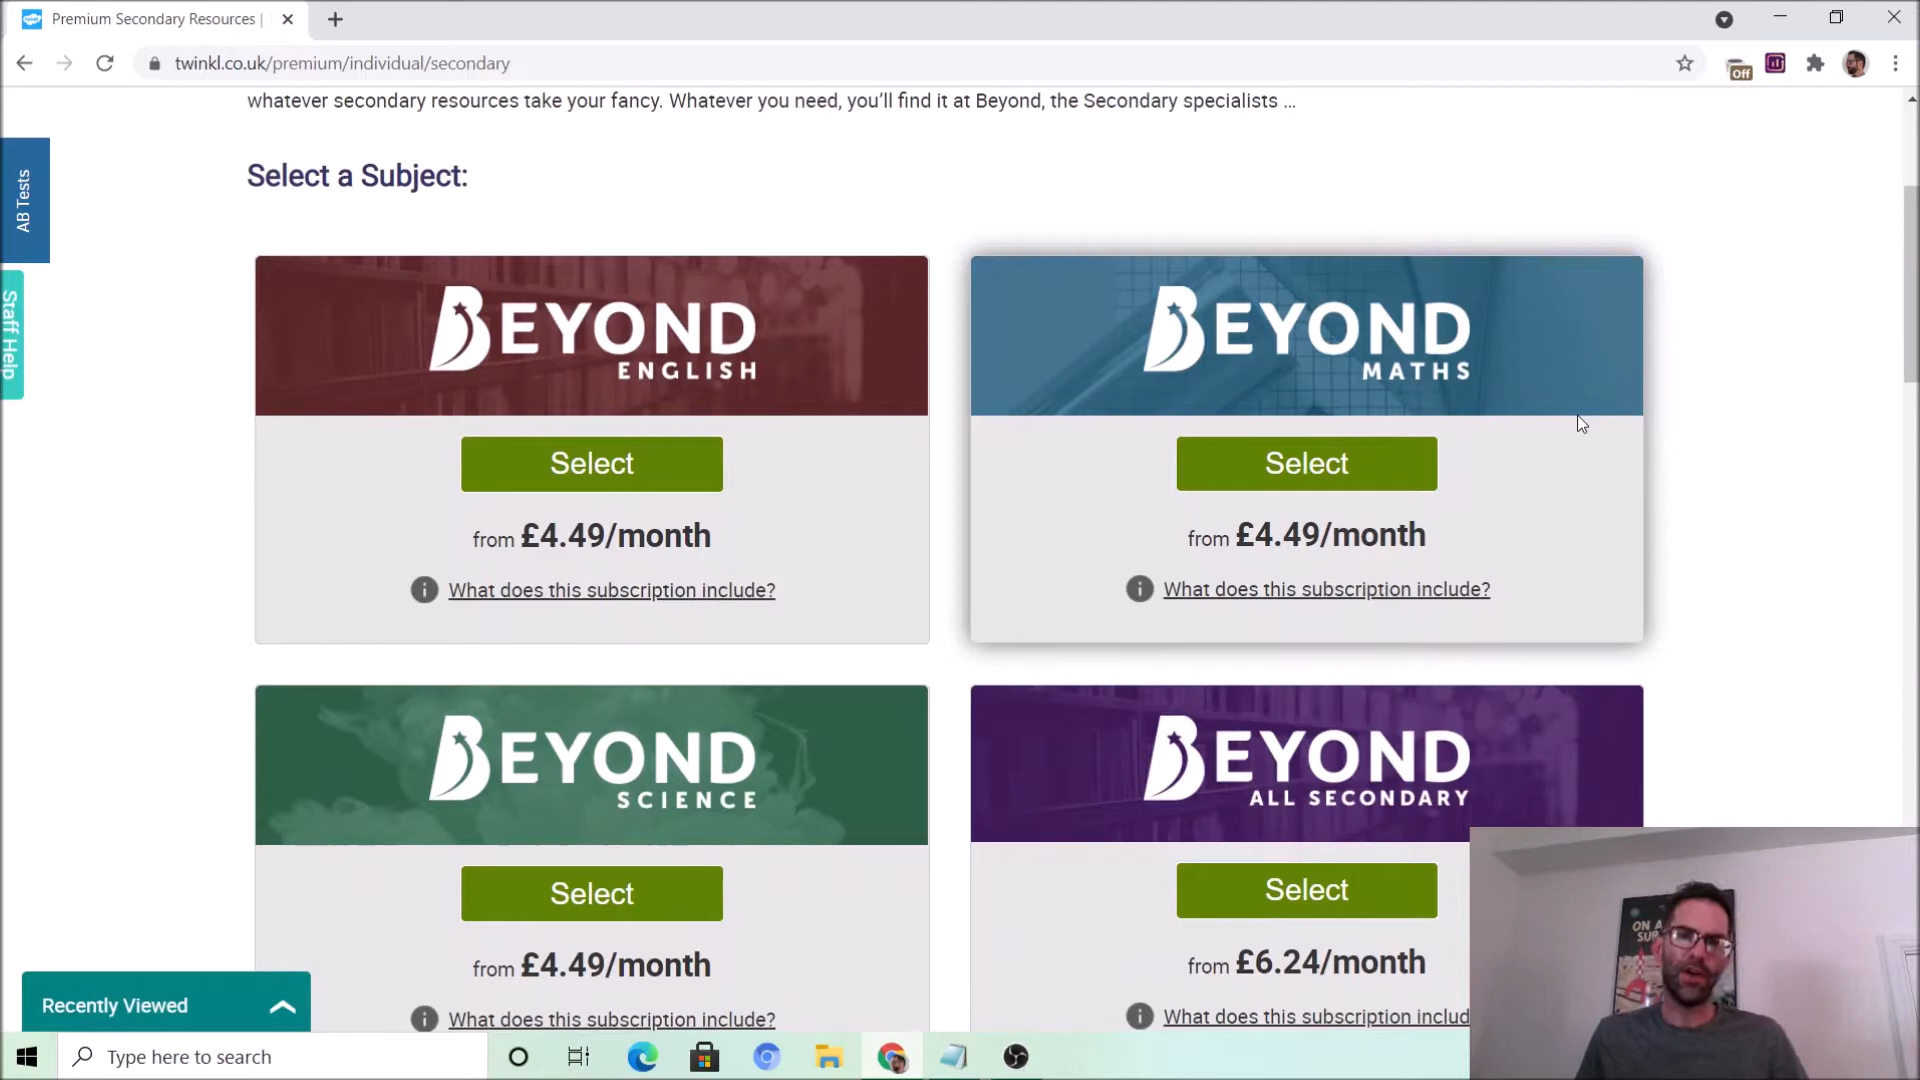 Premium Secondary Resources |
twinkl.co.uk/premium/individual/secondary
Off
whatever secondary resources take your fancy. Whatever you need, you'll find it at Beyond, the Secondary specialists ...
AB Tests
Staff Help
Select a Subject:
BEYOND
ENGLISH
Select
from £4.49/month
What does this subscription include?
BEYOND
MATHS
Select
from £4.49/month
What does this subscription include?
BEYOND
SCIENCE
Select
from £4.49/month
What does this subscription include?
BEYOND
ALL SECONDARY
Select
from £6.24/month
What does this subscription includ
ON A
Recently Viewed
Type here to search